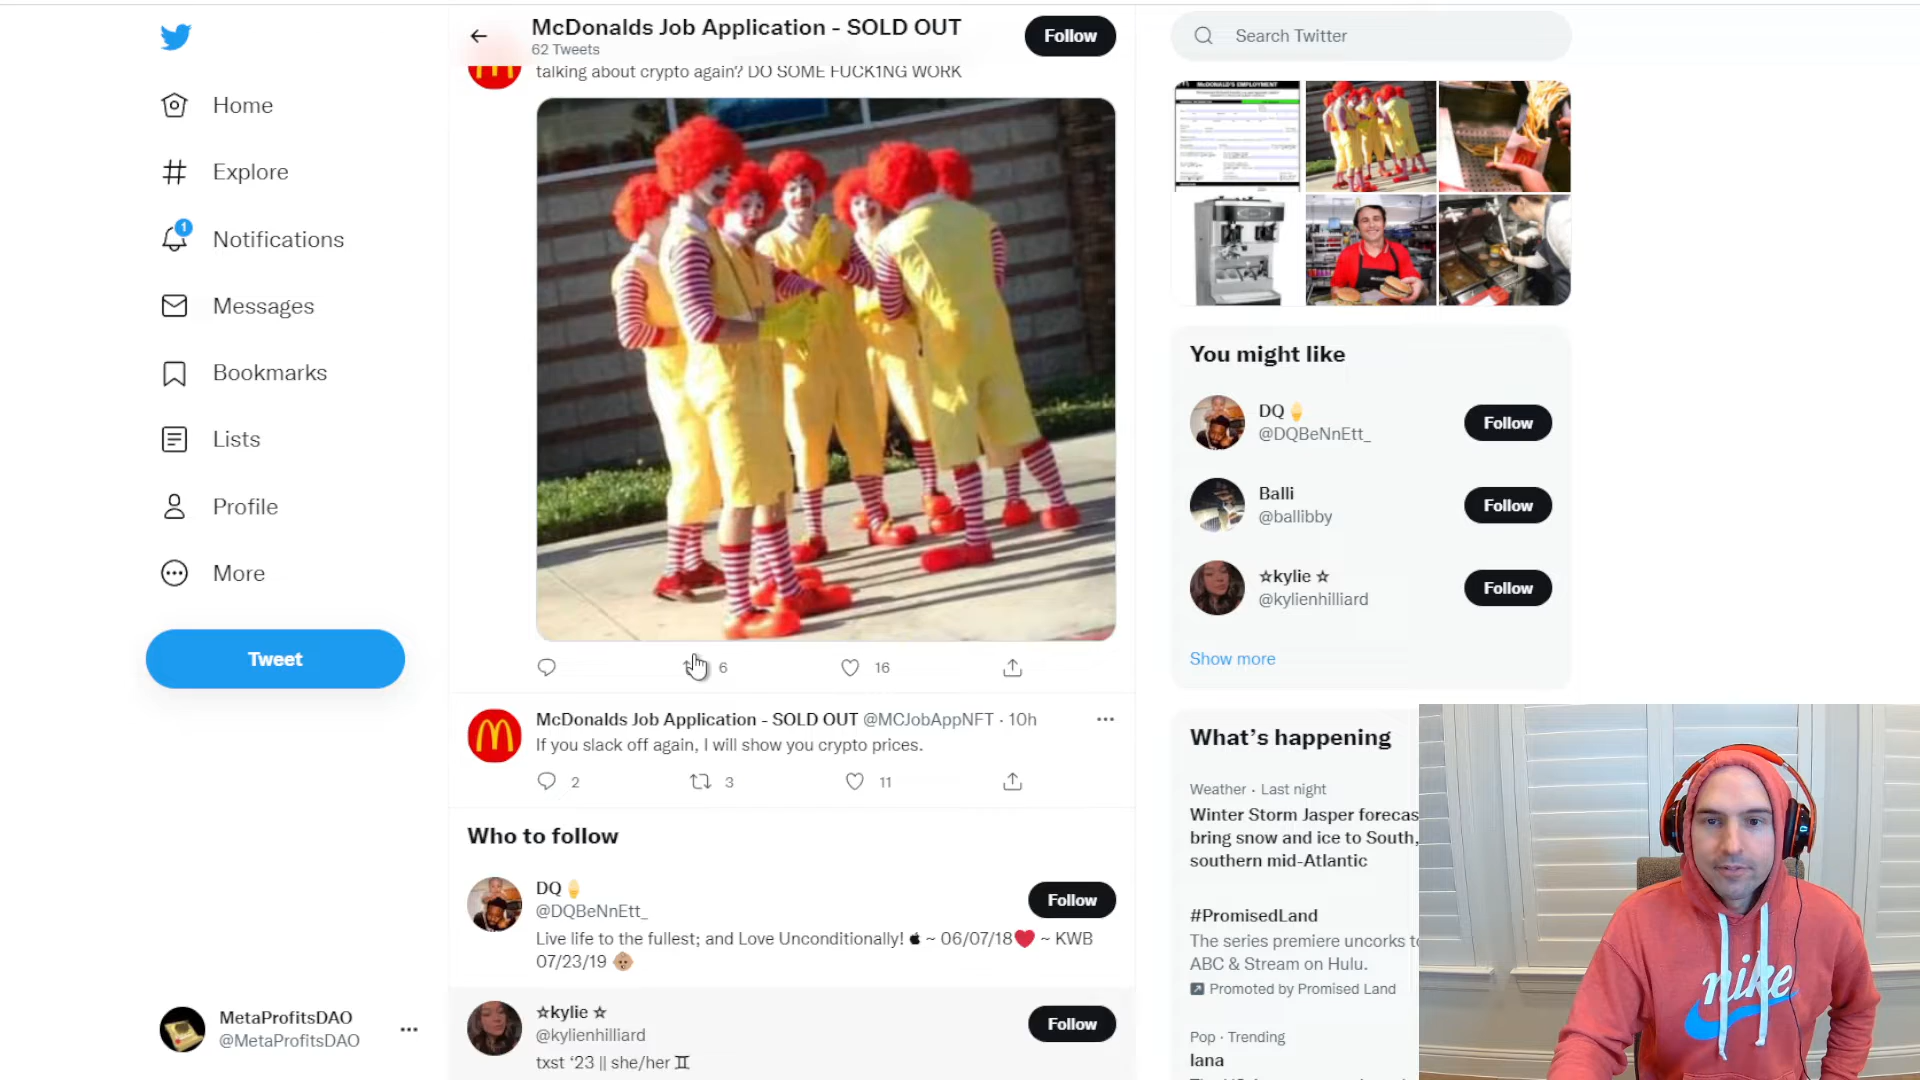 McDonalds Job Application - SOLD OUT
62 Tweets
Follow
talking about crypto again? DO SOME FUCK1NG WORK
Home
Explore
1
Notifications
Messages
Bookmarks
Lists
Profile
More
Tweet
6
16
McDonalds Job Application - SOLD OUT @MCJobAppNFT · 10h
If you slack off again, I will show you crypto prices.
2
3
11
Who to follow
DQ
@DQBeNnEtt_
Follow
Live life to the fullest; and Love Unconditionally! ~ 06/07/18 ~ KWB
07/23/19
☆kylie ☆
@kylienhilliard
Follow
txst ‘23 || she/her ♊︎
MetaProfitsDAO
@MetaProfitsDAO
Search Twitter
McDONALD'S EMPLOYMENT
You might like
DQ
@DQBeNnEtt_
Follow
Balli
@ballibby
Follow
☆kylie ☆
@kylienhilliard
Follow
Show more
What’s happening
Weather · Last night
Winter Storm Jasper forecas
bring snow and ice to South,
southern mid-Atlantic
#PromisedLand
The series premiere uncorks to
ABC & Stream on Hulu.
Promoted by Promised Land
Pop · Trending
lana
nike